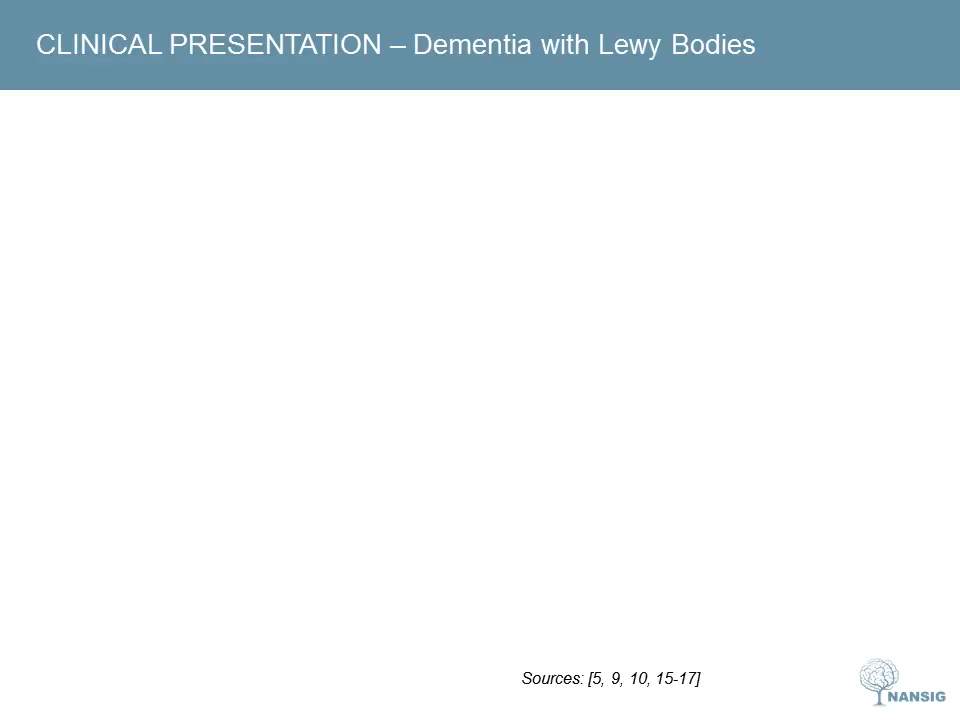 CLINICAL PRESENTATION – Dementia with Lewy Bodies
Sources: [5, 9, 10, 15-17]
NANSIG